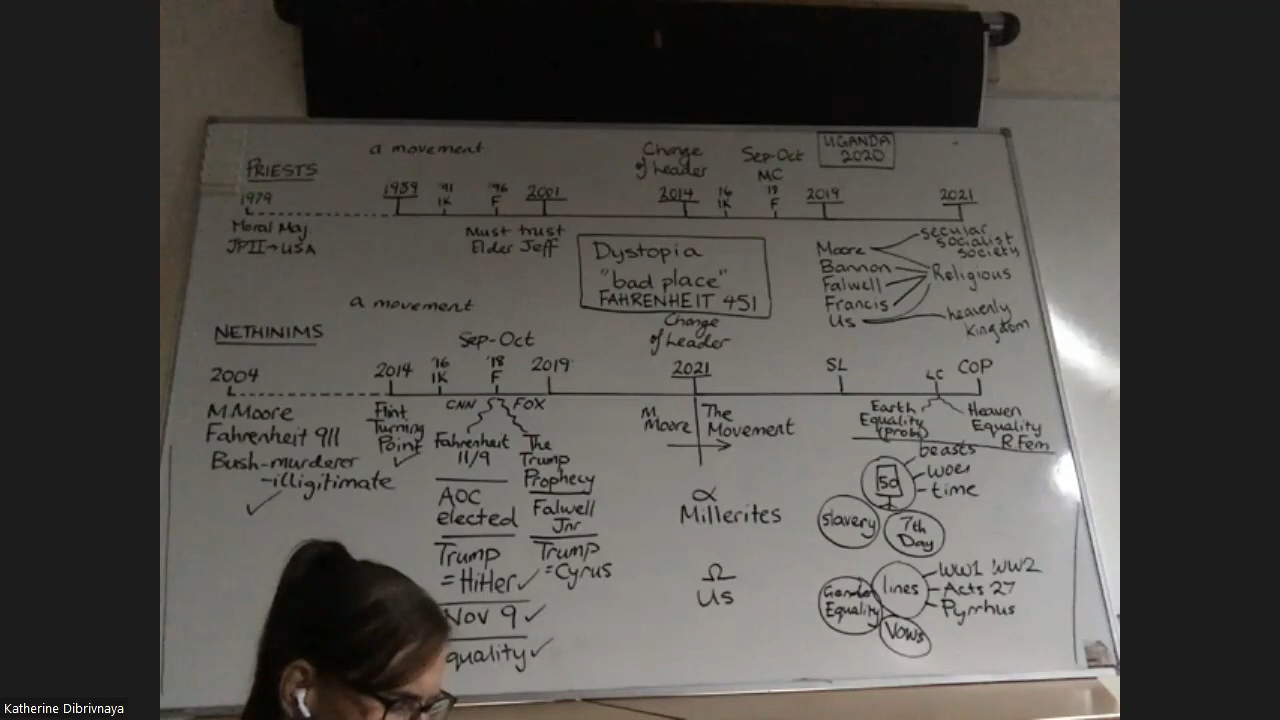 a movement
Change
of leader
Sep-Oct
MC
UGANDA
2020
PRIESTS
1979
1989
'91
IK
'96
F
2001
2014
16
IK
'18
F
2019
2021
Moral Maj.
JPII→USA
Must trust
Elder Jeff
Dystopia
"bad place"
FAHRENHEIT 451
Moore
Bannon
Falwell
Francis
Us
secular
socialist
society
Religious
heavenly
Kingdom
a movement
NETHINIMS
Sep-Oct
Change
of leader
2004
2014
'16
IK
'18
F
2019
2021
SL
LC
COP
M Moore
Fahrenheit 911
Bush-murderer
-illigitimate
✓
Flint
Turning
Point
✓
CNN
FOX
Fahrenheit
11/9
AOC
elected
Trump
=Hitler ✓
Nov 9 ✓
quality ✓
The
Trump
Prophecy
Falwell
Jnr
Trump
=Cyrus
M
Moore
The
Movement
→
α
Millerites
Ω
Us
Earth
Equality
(prob)
Heaven
Equality
R.Fem
50
beasts
woes
time
slavery
7th
Day
Gender
Equality
lines
WW1 WW2
Acts 27
Pyrrhus
Vows
Katherine Dibrivnaya